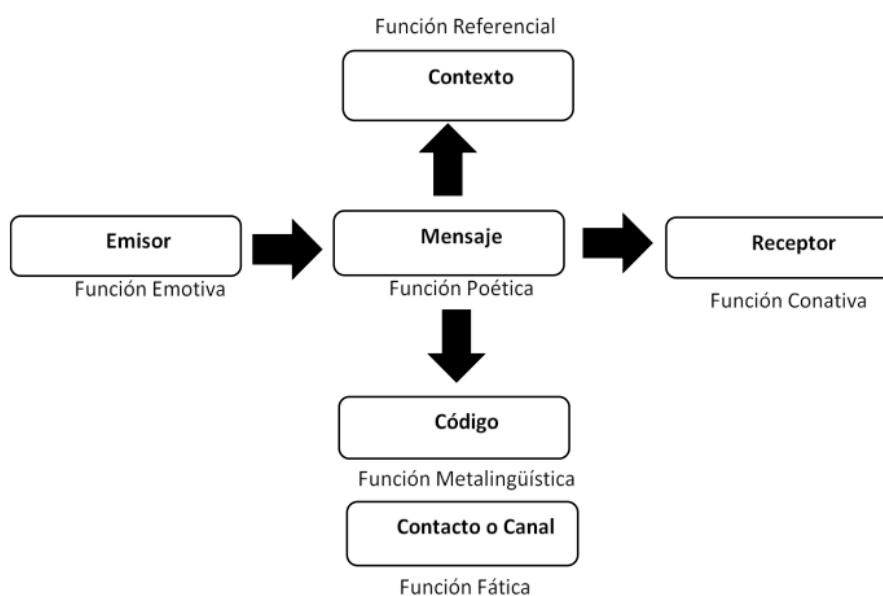 Función Referencial
Contexto
Emisor
Mensaje
Receptor
Función Emotiva
Función Poética
Función Conativa
Código
Función Metalingüística
Contacto o Canal
Función Fática